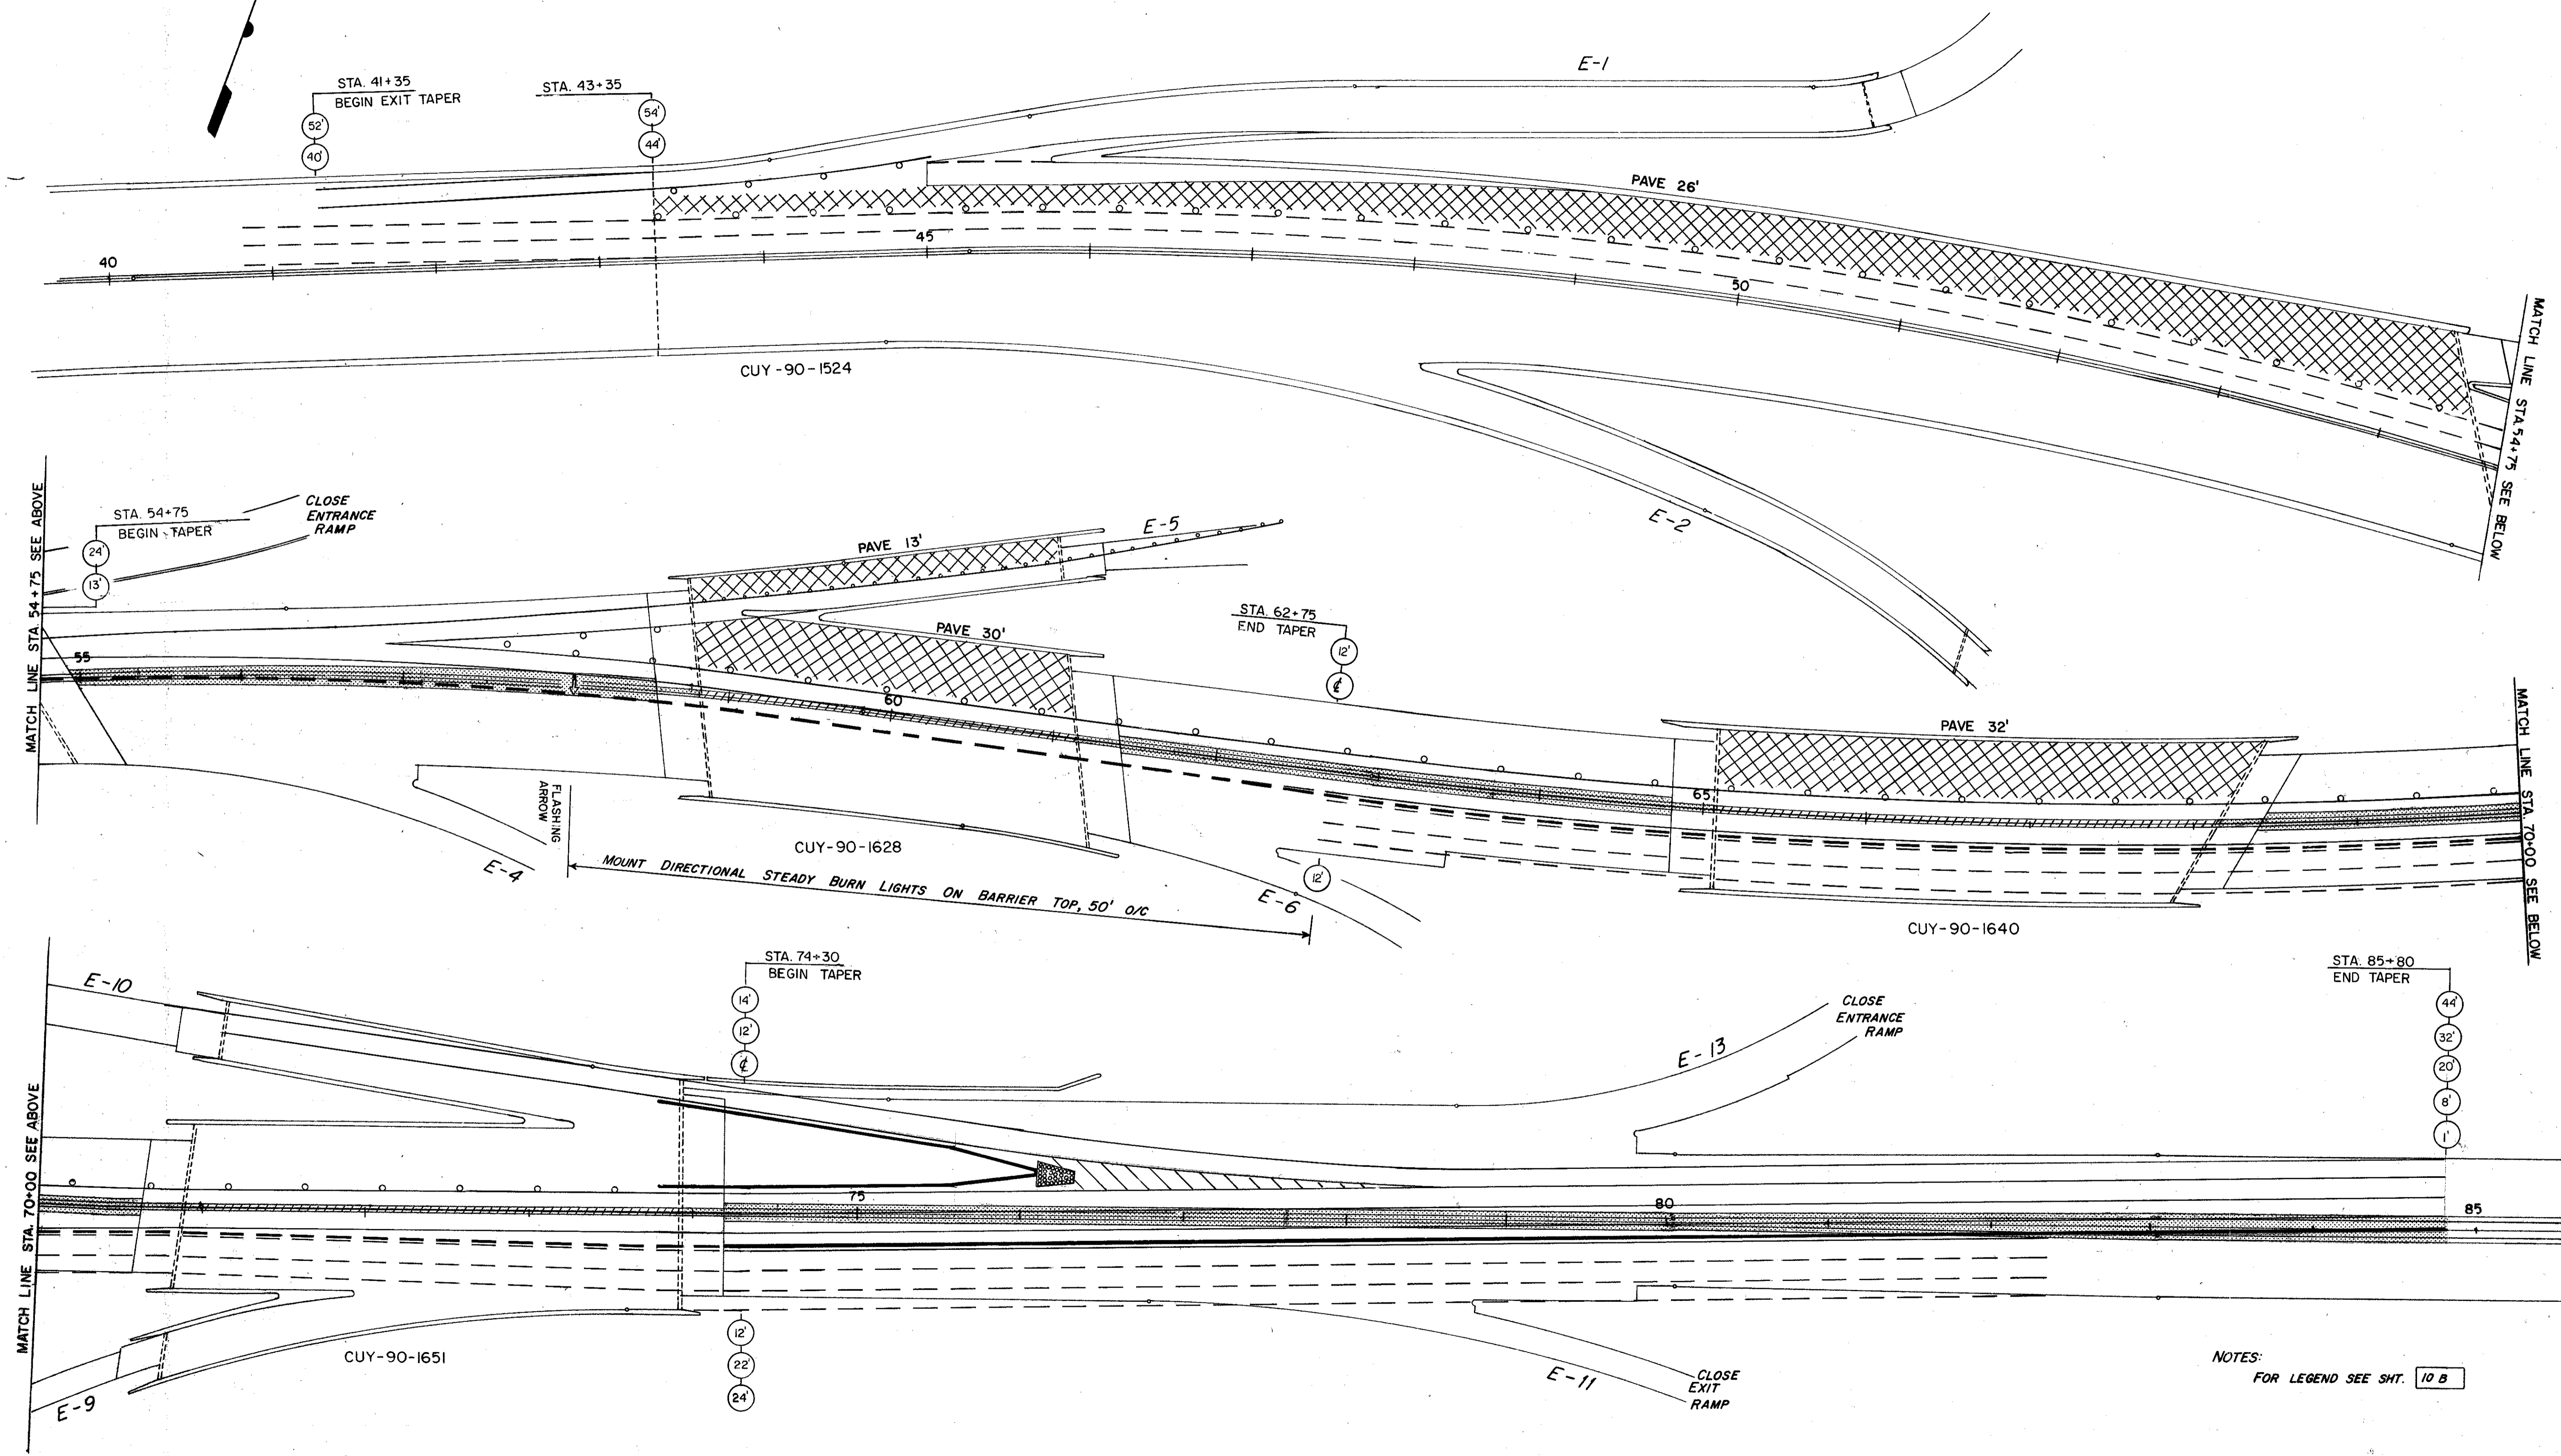 E-1
STA. 41+35
BEGIN EXIT TAPER
STA. 43+35
52'
40'
54'
44'
PAVE 26'
40
45
50
CUY-90-1524
E-2
MATCH LINE STA. 54+75 SEE BELOW
MATCH LINE STA. 54+75 SEE ABOVE
STA. 54+75
BEGIN TAPER
24'
13'
CLOSE
ENTRANCE
RAMP
PAVE 13'
E-5
PAVE 30'
STA. 62+75
END TAPER
12'
℄
55
60
65
PAVE 32'
FLASHING
ARROW
E-4
CUY-90-1628
MOUNT DIRECTIONAL STEADY BURN LIGHTS ON BARRIER TOP, 50' O/C
E-6
12'
CUY-90-1640
MATCH LINE STA. 70+00 SEE BELOW
MATCH LINE STA. 70+00 SEE ABOVE
E-10
STA. 74+30
BEGIN TAPER
14'
12'
℄
E-13
CLOSE
ENTRANCE
RAMP
STA. 85+80
END TAPER
44'
32'
20'
8'
1'
75
80
85
12'
22'
24'
CUY-90-1651
E-9
E-11
CLOSE
EXIT
RAMP
NOTES:
FOR LEGEND SEE SHT. 10 B